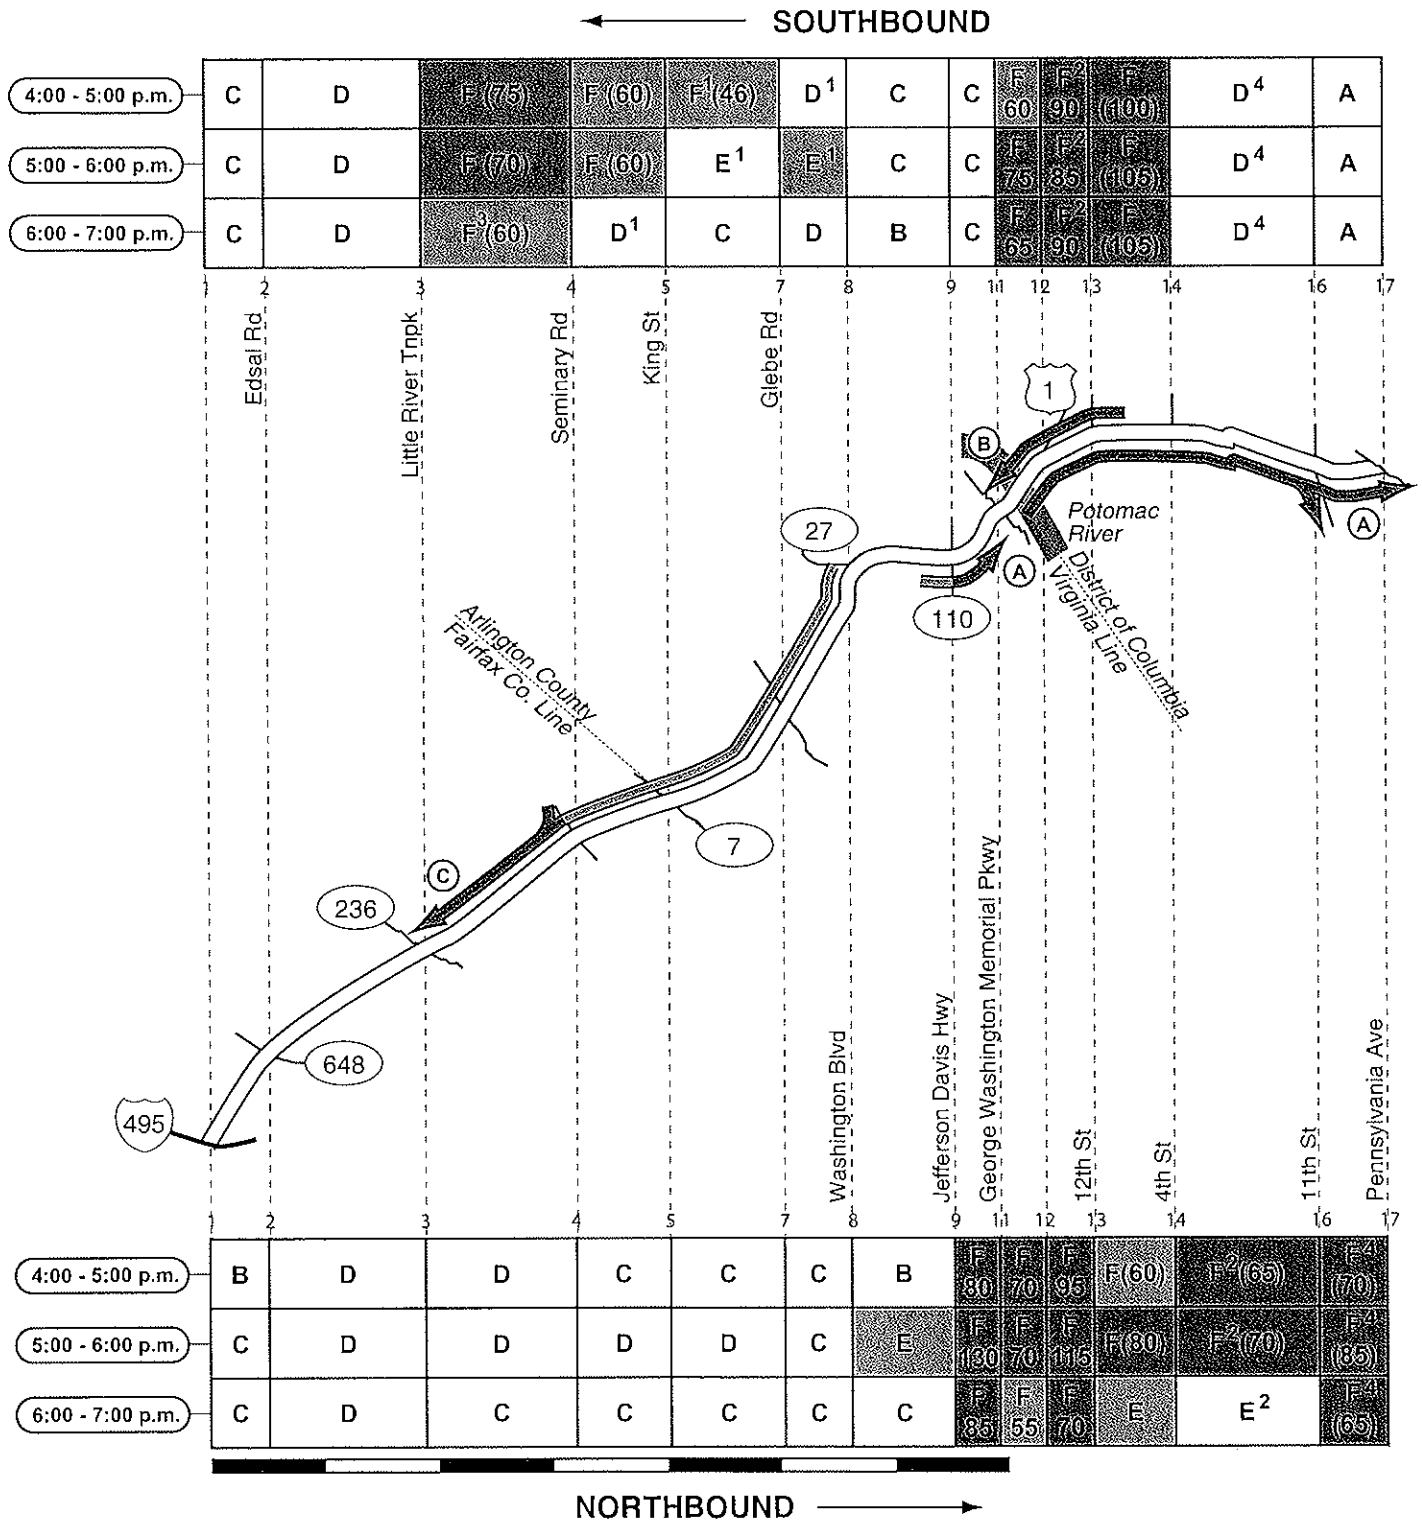 SOUTHBOUND
4:00 - 5:00 p.m. C D F (75) F (60) F1(46) D1 C C F 60 F2 90 F (100) D4 A
5:00 - 6:00 p.m. C D F (70) F (60) E1 E1 C C F 75 F2 85 F (105) D4 A
6:00 - 7:00 p.m. C D F3(60) D1 C D B C F 65 F2 90 F (105) D4 A
1 2 3 4 5 7 8 9 11 12 13 14 16 17
Edsal Rd
Little River Tnpk
Seminary Rd
King St
Glebe Rd
1
B
Potomac
River
A
27
A
District of Columbia
Virginia Line
110
Arlington County
Fairfax Co. Line
7
C
236
648
495
Washington Blvd
Jefferson Davis Hwy
George Washington Memorial Pkwy
12th St
4th St
11th St
Pennsylvania Ave
1 2 3 4 5 7 8 9 11 12 13 14 16 17
4:00 - 5:00 p.m. B D D C C C B F 80 F 70 F 95 F(60) F2(65) F4 (70)
5:00 - 6:00 p.m. C D D D D C E F 130 F 70 F 115 F(80) F2(70) F4 (85)
6:00 - 7:00 p.m. C D C C C C C F 85 F 55 F 70 E E2 F4 (65)
NORTHBOUND